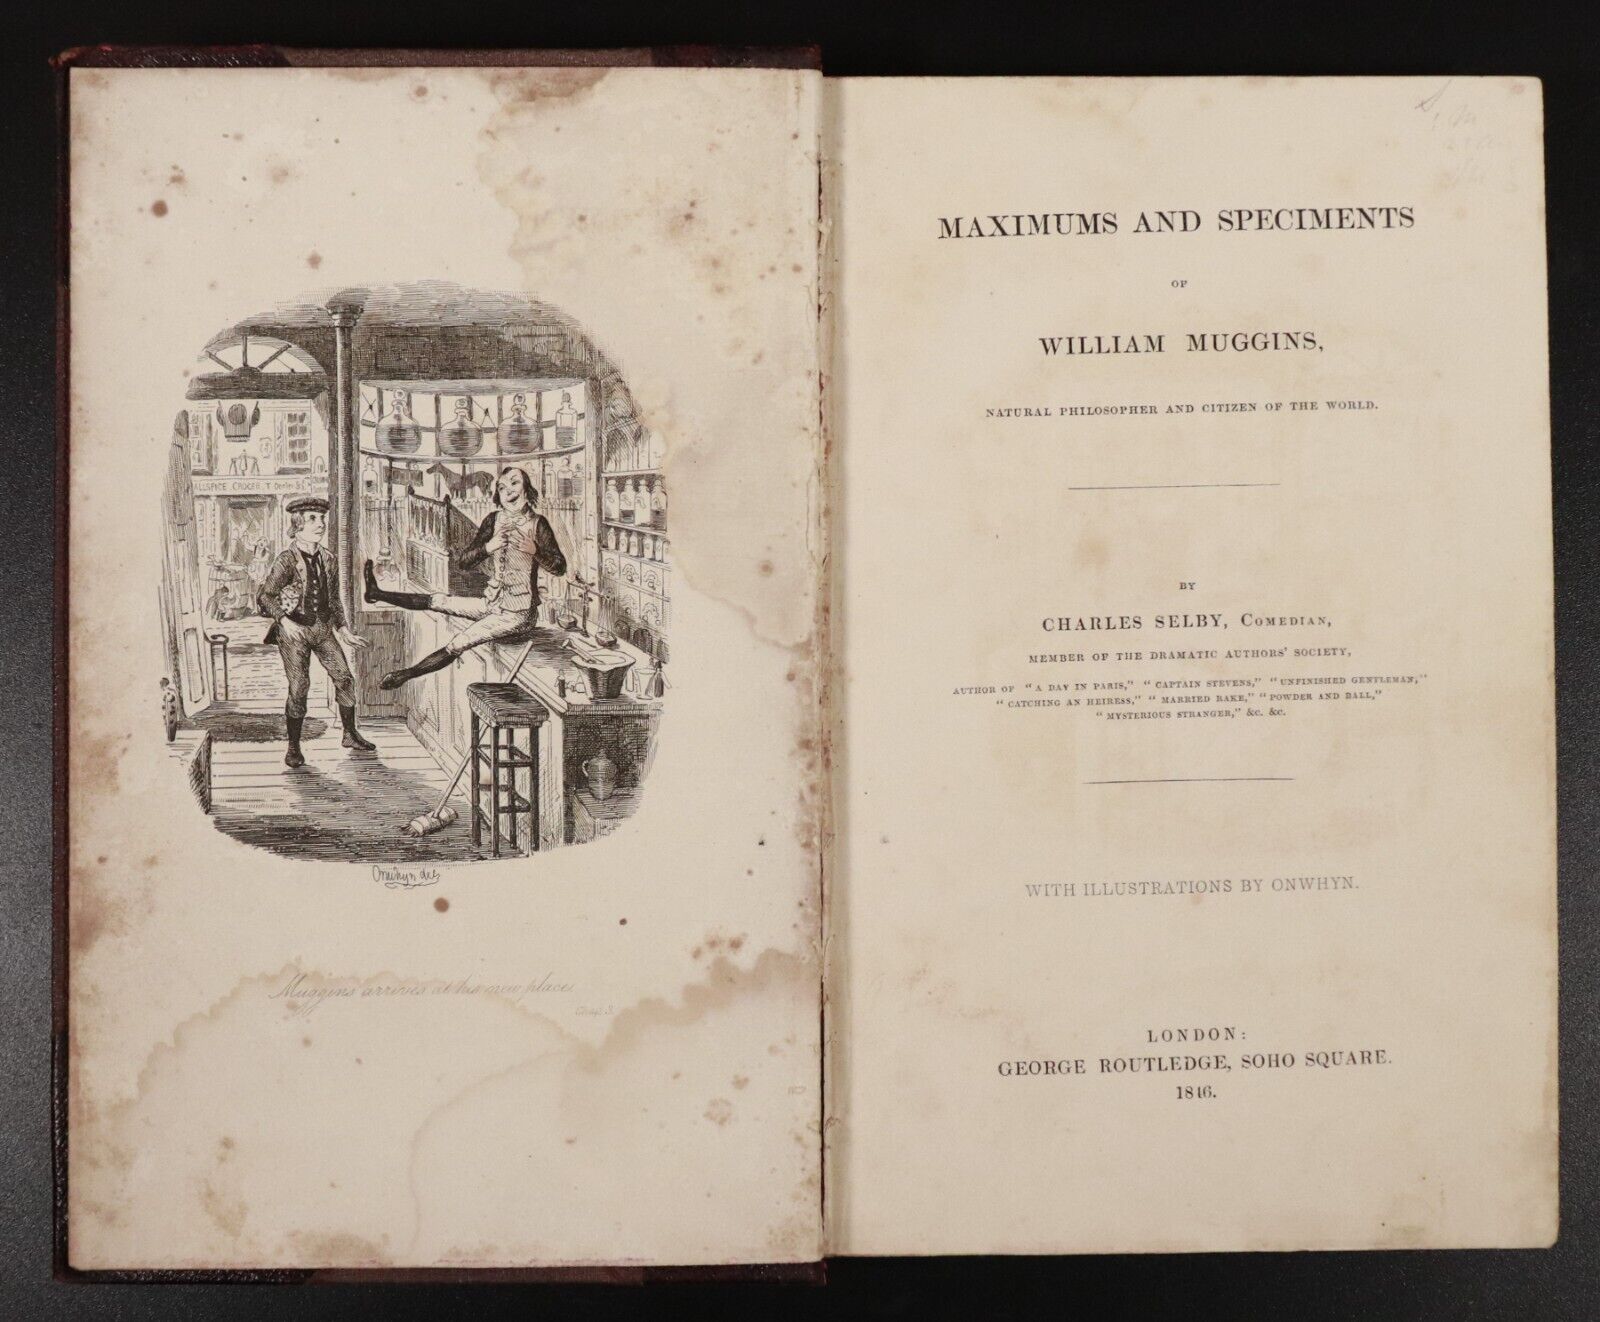 ALLSPICE GROCER. T
Onwhyn del.
Muggins arrives at his new place.
Chap. 3.
MAXIMUMS AND SPECIMENTS
OF
WILLIAM MUGGINS,
NATURAL PHILOSOPHER AND CITIZEN OF THE WORLD.
BY
CHARLES SELBY, COMEDIAN,
MEMBER OF THE DRAMATIC AUTHORS' SOCIETY,
AUTHOR OF "A DAY IN PARIS," "CAPTAIN STEVENS," "UNFINISHED GENTLEMAN,"
"CATCHING AN HEIRESS," "MARRIED RAKE," "POWDER AND BALL,"
"MYSTERIOUS STRANGER," &c. &c.
WITH ILLUSTRATIONS BY ONWHYN.
LONDON:
GEORGE ROUTLEDGE, SOHO SQUARE.
1846.